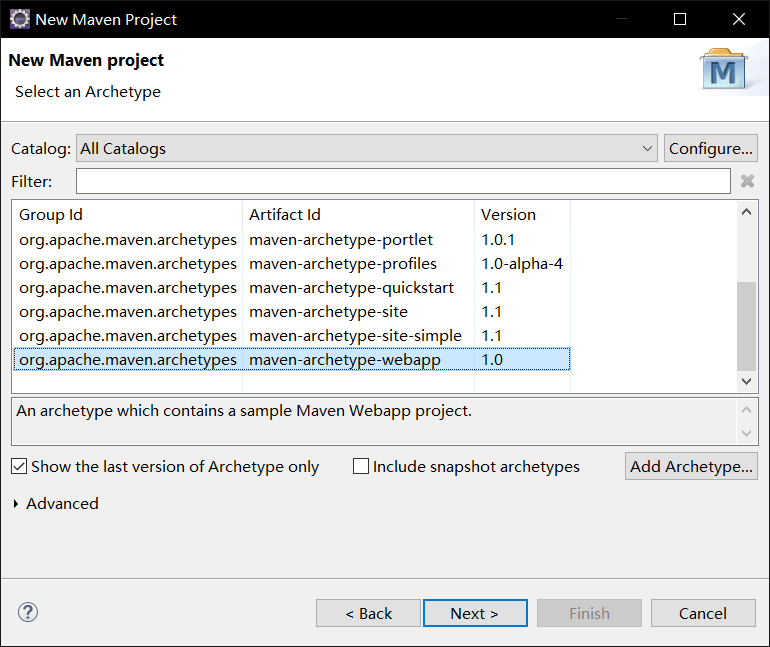 New Maven Project
New Maven project
Select an Archetype
M
Catalog: All Catalogs Configure...
Filter:
Group Id Artifact Id Version
org.apache.maven.archetypes maven-archetype-portlet 1.0.1
org.apache.maven.archetypes maven-archetype-profiles 1.0-alpha-4
org.apache.maven.archetypes maven-archetype-quickstart 1.1
org.apache.maven.archetypes maven-archetype-site 1.1
org.apache.maven.archetypes maven-archetype-site-simple 1.1
org.apache.maven.archetypes maven-archetype-webapp 1.0
An archetype which contains a sample Maven Webapp project.
Show the last version of Archetype only Include snapshot archetypes Add Archetype...
Advanced
? < Back Next > Finish Cancel